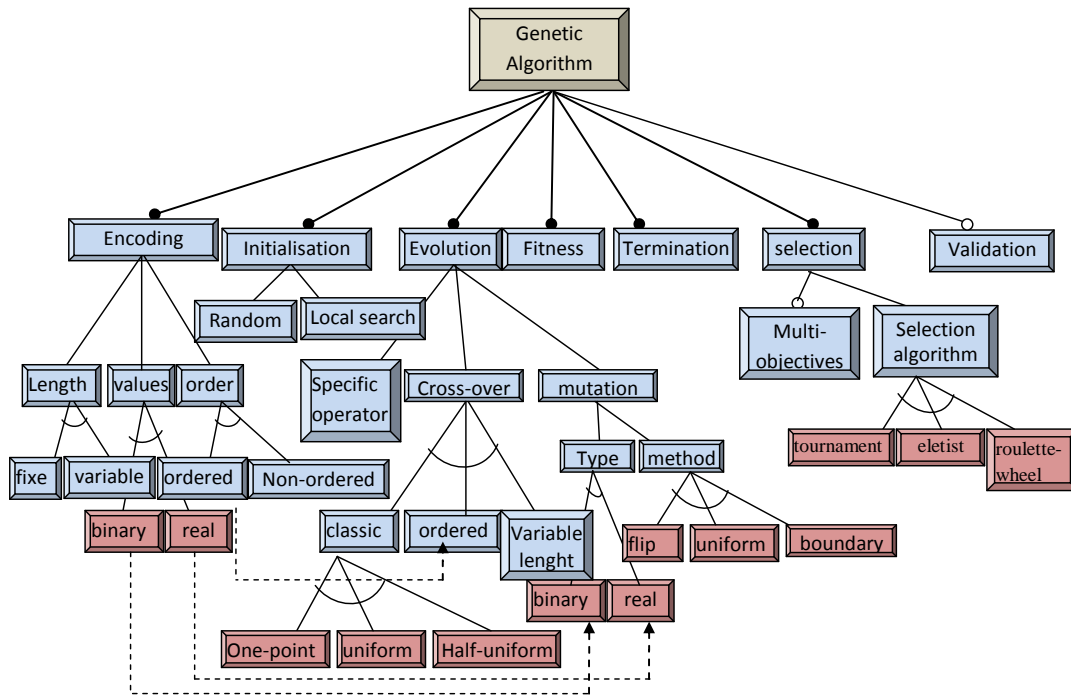 Genetic
Algorithm
Encoding
Initialisation
Evolution
Fitness
Termination
selection
Validation
Random
Local search
Multi-
objectives
Selection
algorithm
Length
values
order
Specific
operator
Cross-over
mutation
tournament
eletist
roulette-
wheel
fixe
variable
ordered
Non-ordered
Type
method
binary
real
classic
ordered
Variable
lenght
flip
uniform
boundary
binary
real
One-point
uniform
Half-uniform